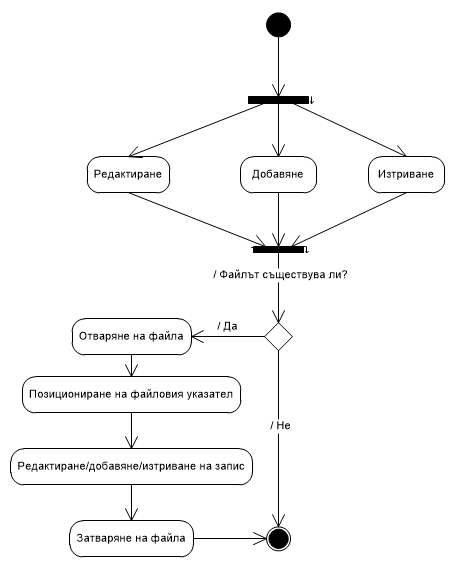 Редактиране
Добавяне
Изтриване
/ Файлът съществува ли?
/ Да
Отваряне на файла
Позициониране на файловия указател
/ Не
Редактиране/добавяне/изтриване на запис
Затваряне на файла